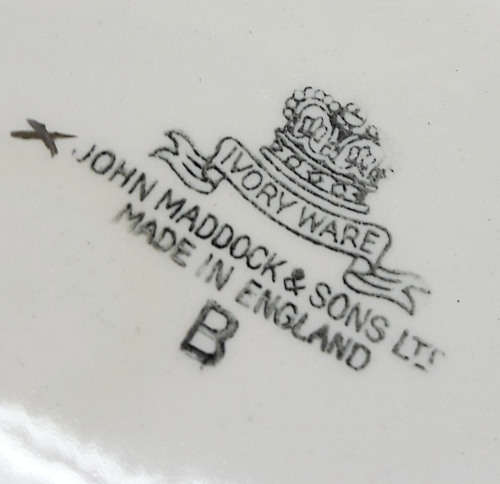 IVORY WARE
JOHN MADDOCK & SONS LTD
MADE IN ENGLAND
B